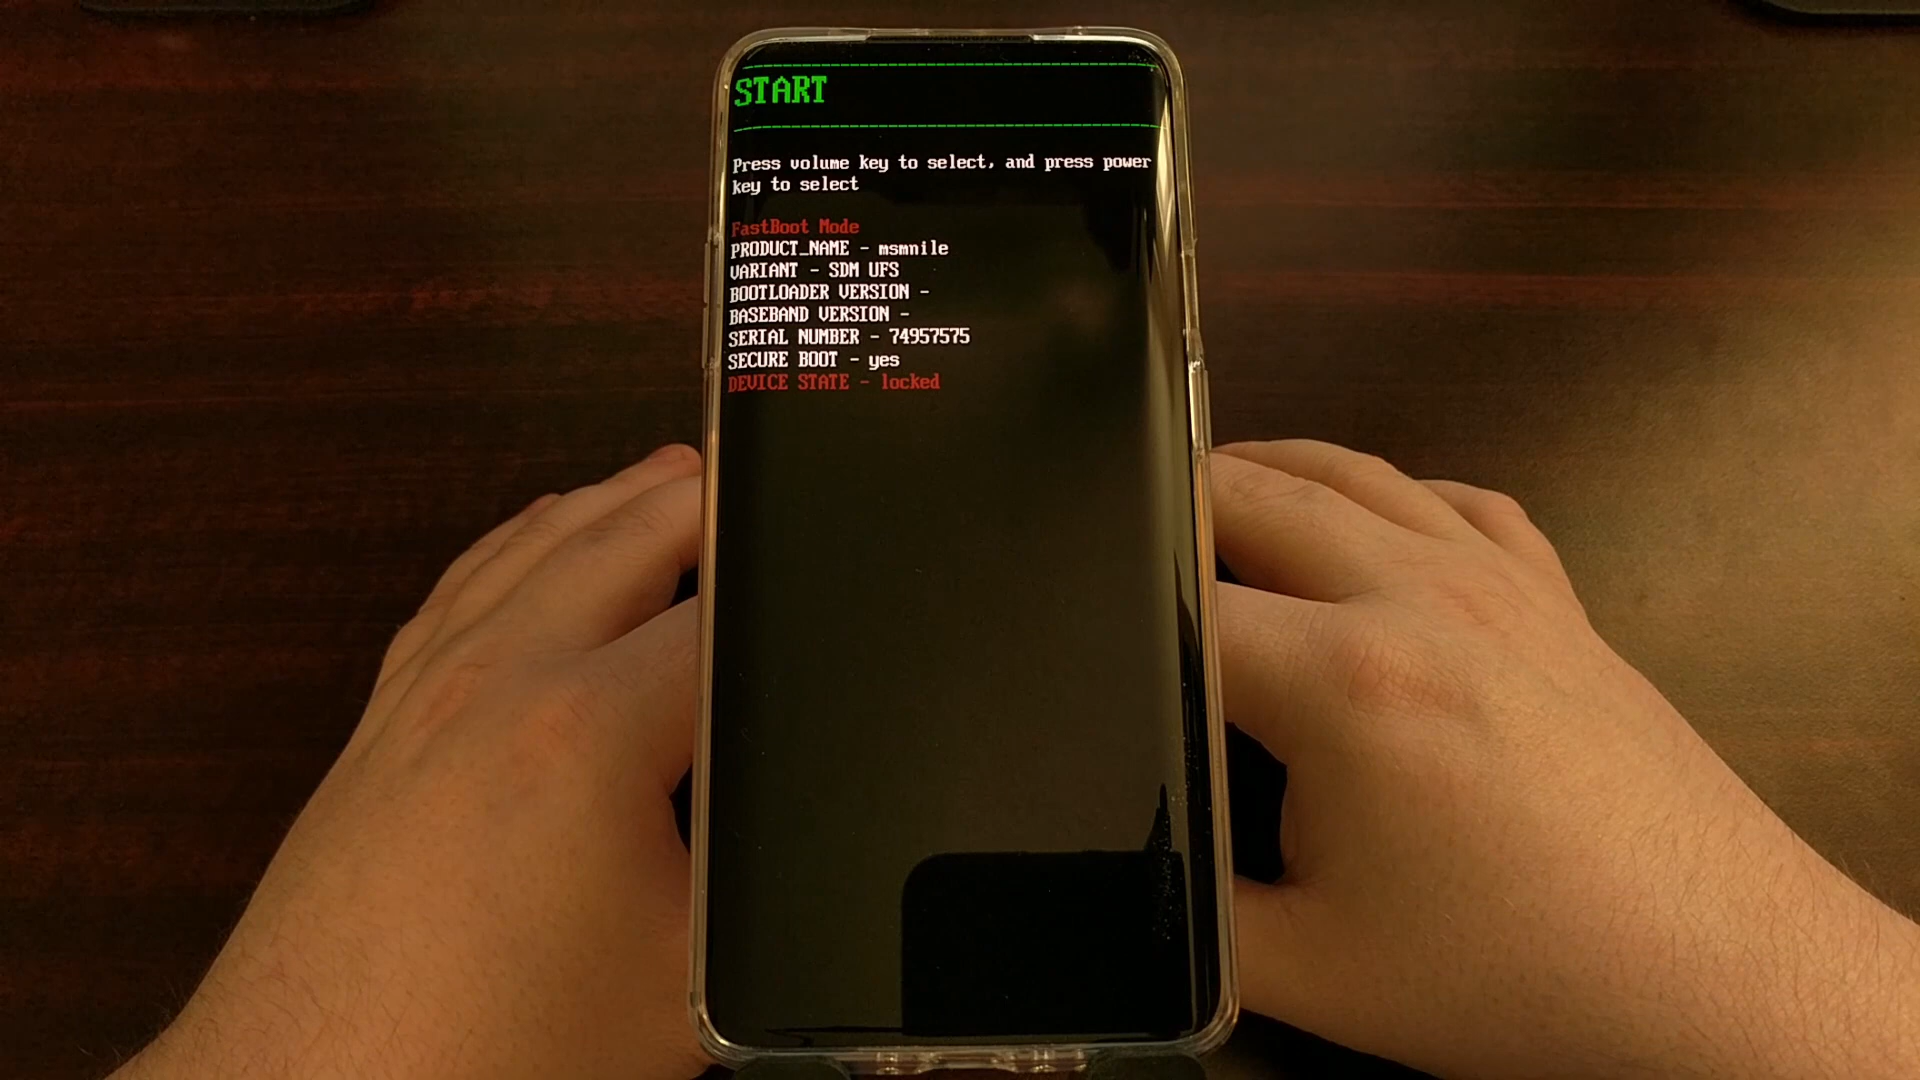 START
Press volume key to select, and press power
key to select
FastBoot Mode
PRODUCT_NAME - msmnile
VARIANT - SDM UFS
BOOTLOADER VERSION -
BASEBAND VERSION -
SERIAL NUMBER - 74957575
SECURE BOOT - yes
DEVICE STATE - locked